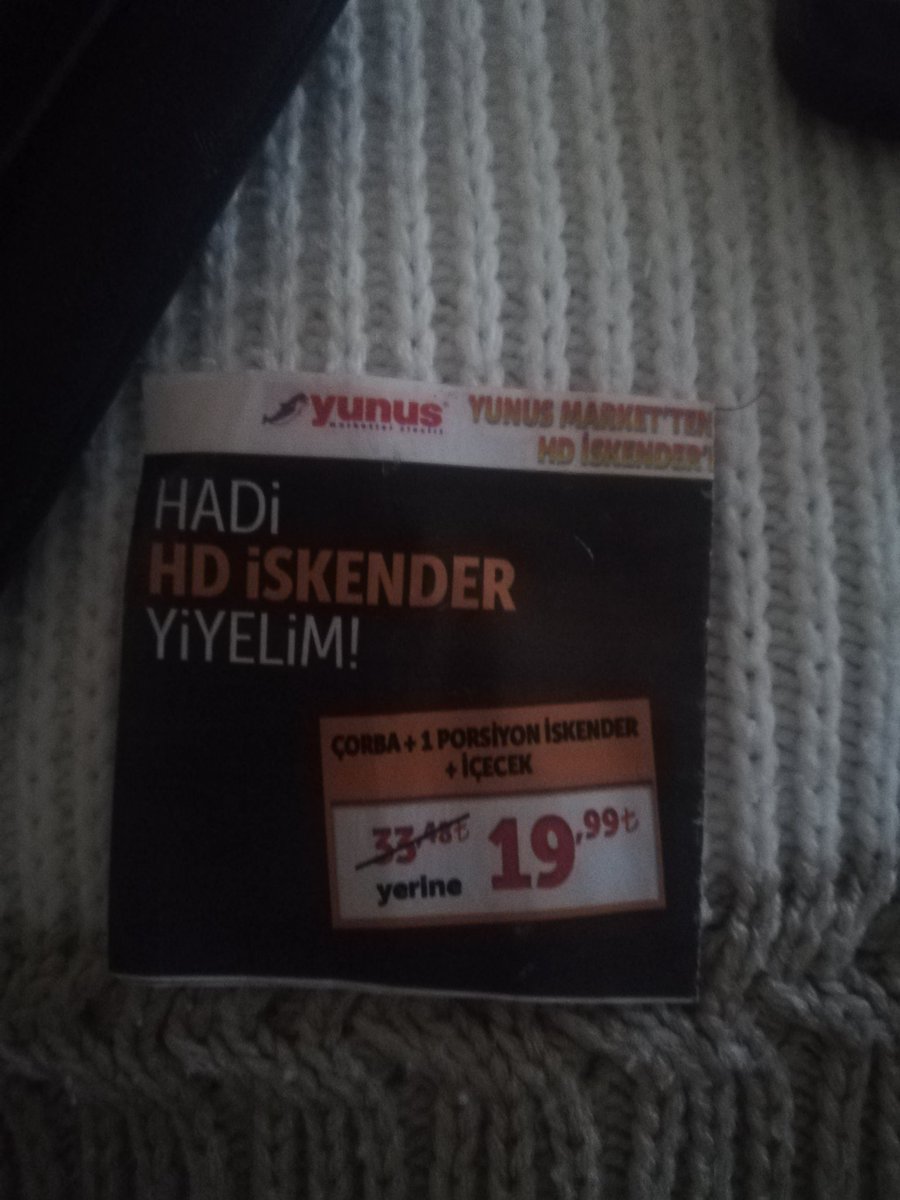 yunus
YUNUS MARKET'TEN
HD İSKENDER'
HADİ
HD İSKENDER
YİYELİM!
ÇORBA + 1 PORSİYON İSKENDER
+ İÇECEK
33,48₺
yerine
19,99₺